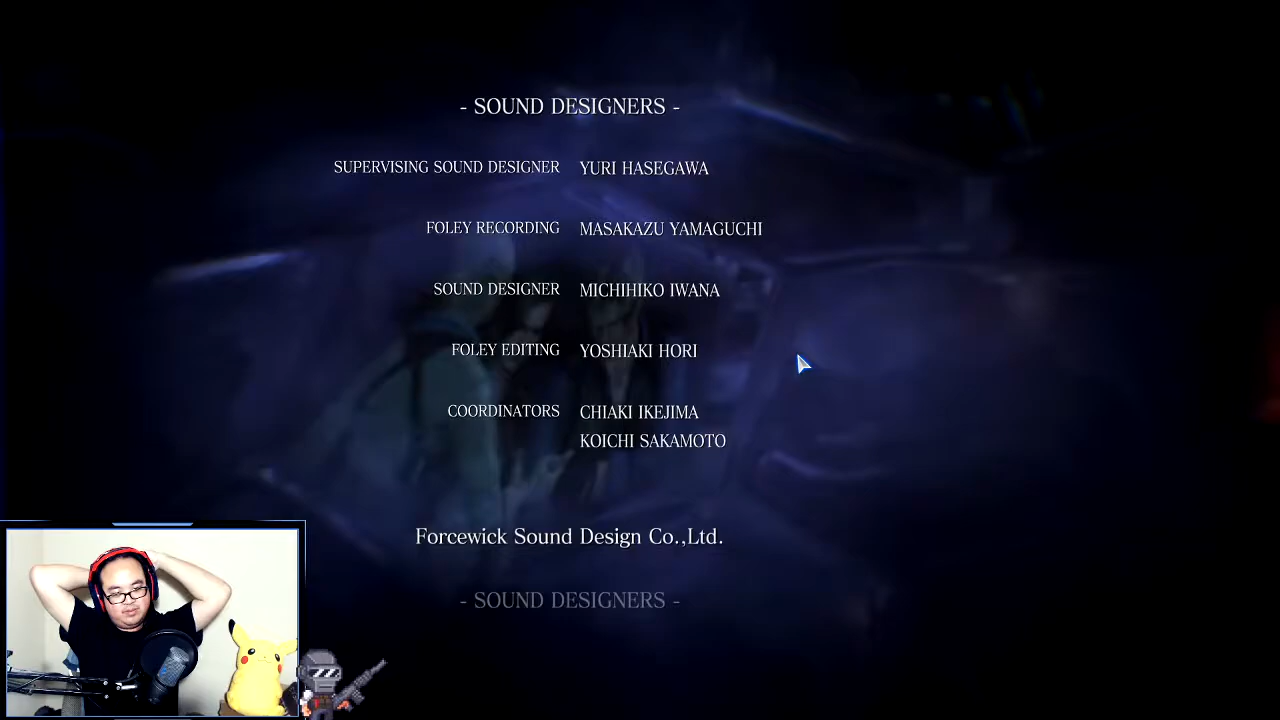 - SOUND DESIGNERS -
SUPERVISING SOUND DESIGNER YURI HASEGAWA
FOLEY RECORDING MASAKAZU YAMAGUCHI
SOUND DESIGNER MICHIHIKO IWANA
FOLEY EDITING YOSHIAKI HORI
COORDINATORS CHIAKI IKEJIMA
KOICHI SAKAMOTO
Forcewick Sound Design Co.,Ltd.
- SOUND DESIGNERS -